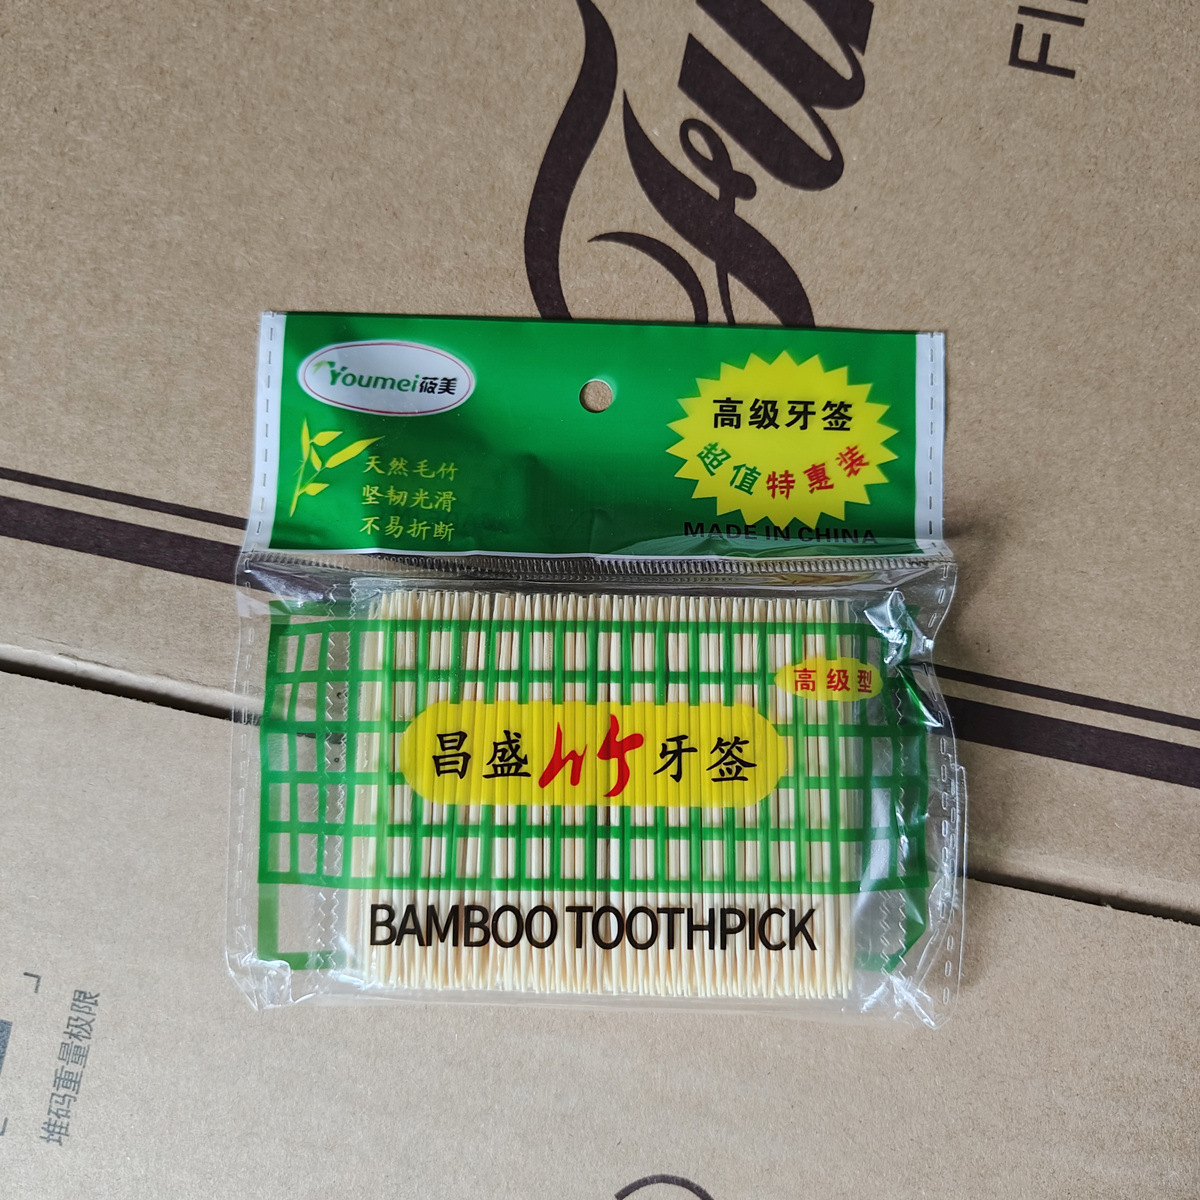 Fu
FI
Youmei薇美
天然毛竹
坚韧光滑
不易折断
高级牙签
超值特惠装
MADE IN CHINA
高级型
昌盛竹牙签
BAMBOO TOOTHPICK
堆码重量极限